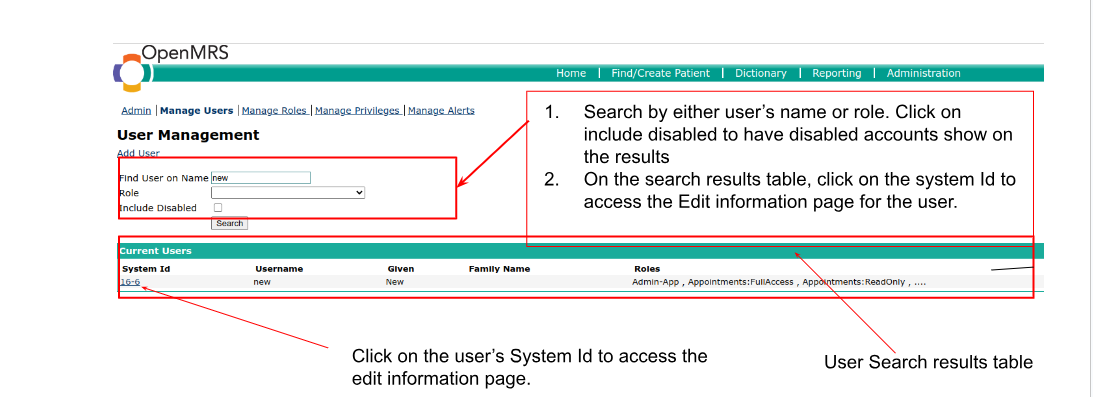 OpenMRS
Home | Find/Create Patient | Dictionary | Reporting | Administration
Admin | Manage Users | Manage Roles | Manage Privileges | Manage Alerts
User Management
Add User
Find User on Name new
Role
Include Disabled
Search
1. Search by either user's name or role. Click on
include disabled to have disabled accounts show on
the results
2. On the search results table, click on the system Id to
access the Edit information page for the user.
Current Users
System Id Username Given Family Name Roles
16-6 new New Admin-App , Appointments:FullAccess , Appointments:ReadOnly , ....
Click on the user's System Id to access the
edit information page.
User Search results table